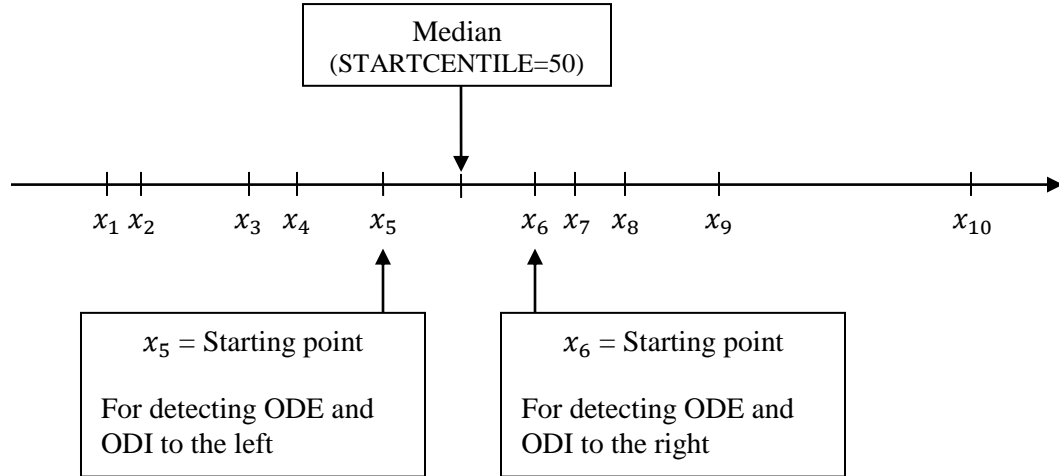 Median
(STARTCENTILE=50)
x₁ x₂ x₃ x₄ x₅ x₆ x₇ x₈ x₉ x₁₀
x₅ = Starting point
For detecting ODE and
ODI to the left
x₆ = Starting point
For detecting ODE and
ODI to the right